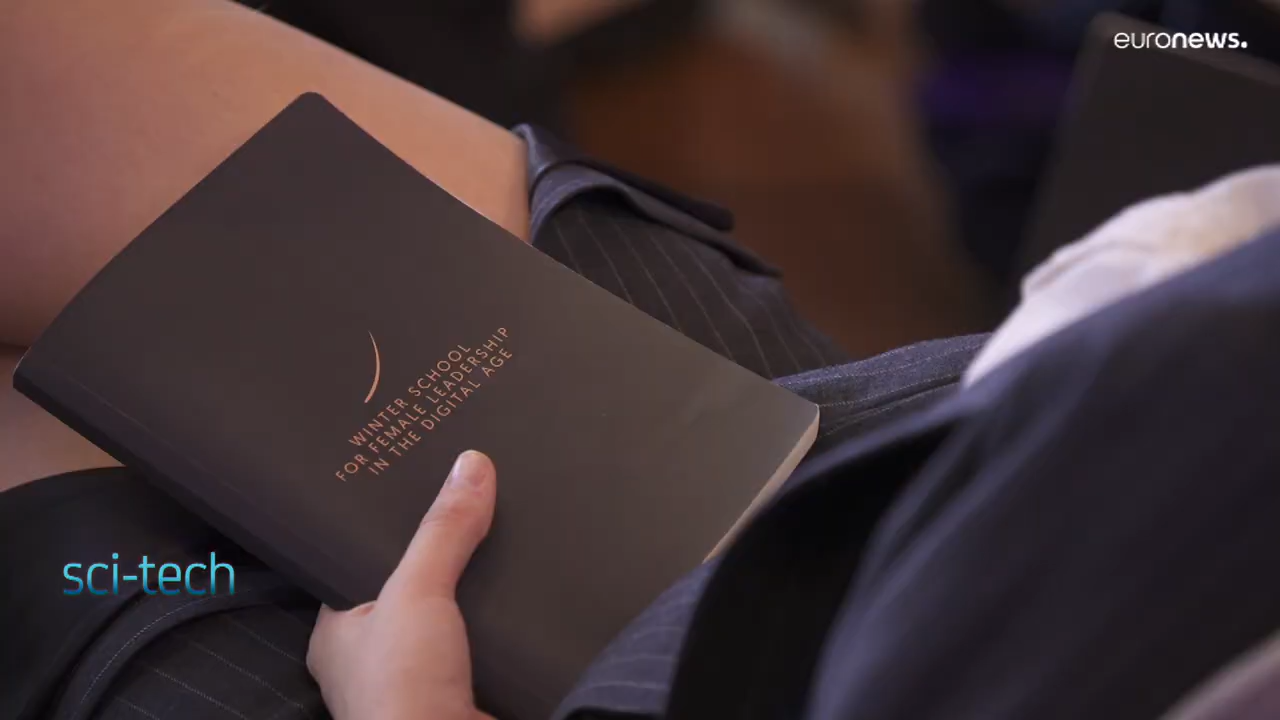 euronews.
WINTER SCHOOL
FOR FEMALE LEADERSHIP
IN THE DIGITAL AGE
sci-tech